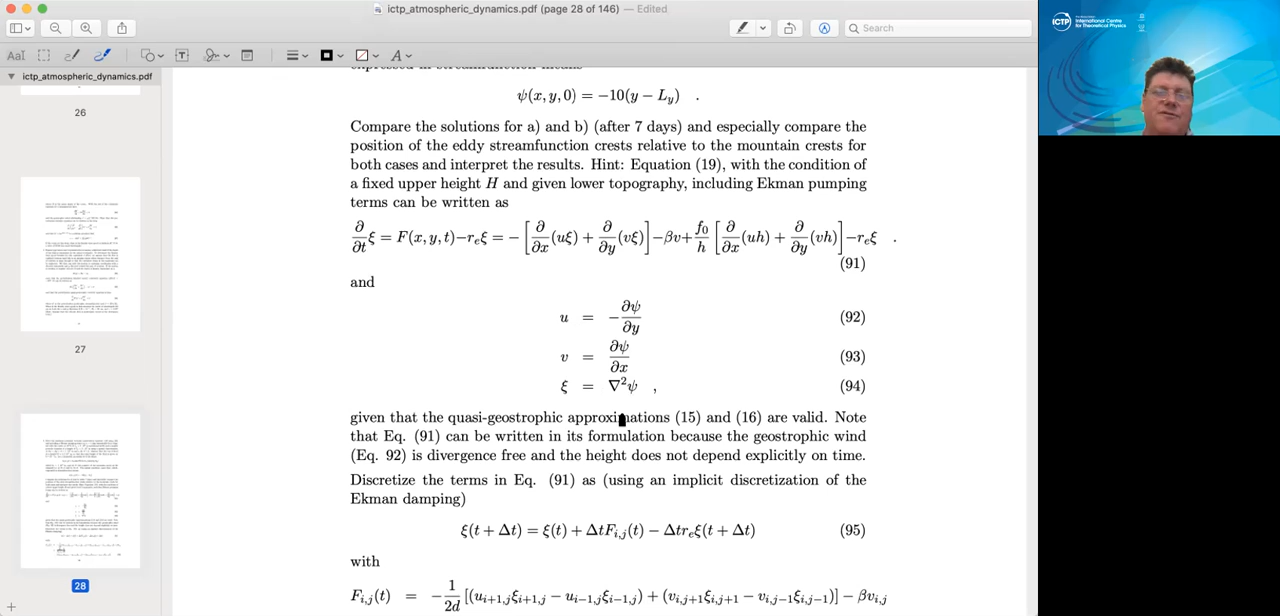 ictp_atmospheric_dynamics.pdf (page 28 of 146) — Edited
Search
ICTP
International Centre
for Theoretical Physics
AaI
T
A
ictp_atmospheric_dynamics.pdf
26
27
28
expressed in streamfunction means
ψ(x, y, 0) = −10(y − L_y) .
Compare the solutions for a) and b) (after 7 days) and especially compare the
position of the eddy streamfunction crests relative to the mountain crests for
both cases and interpret the results. Hint: Equation (19), with the condition of
a fixed upper height H and given lower topography, including Ekman pumping
terms can be written as
∂/∂t ξ = F(x, y, t)−r_eξ = − [∂/∂x (uξ) + ∂/∂y (vξ)] −βv+ f_0/h [∂/∂x (uh) + ∂/∂y (vh)] −r_eξ .
(91)
and
u = −∂ψ/∂y (92)
v = ∂ψ/∂x (93)
ξ = ∇²ψ , (94)
given that the quasi-geostrophic approximations (15) and (16) are valid. Note
that Eq. (91) can be written in its formulation because the geostrophic wind
(Eq. 92) is divergence free and the height does not depend explicitly on time.
Discretize the terms in Eq. (91) as (using an implicit discretization of the
Ekman damping)
ξ(t + Δt) = ξ(t) + ΔtF_{i,j}(t) − Δtr_eξ(t + Δt) (95)
with
F_{i,j}(t) = −1/2d [(u_{i+1,j}ξ_{i+1,j} − u_{i−1,j}ξ_{i−1,j}) + (v_{i,j+1}ξ_{i,j+1} − v_{i,j−1}ξ_{i,j−1})] − βv_{i,j}